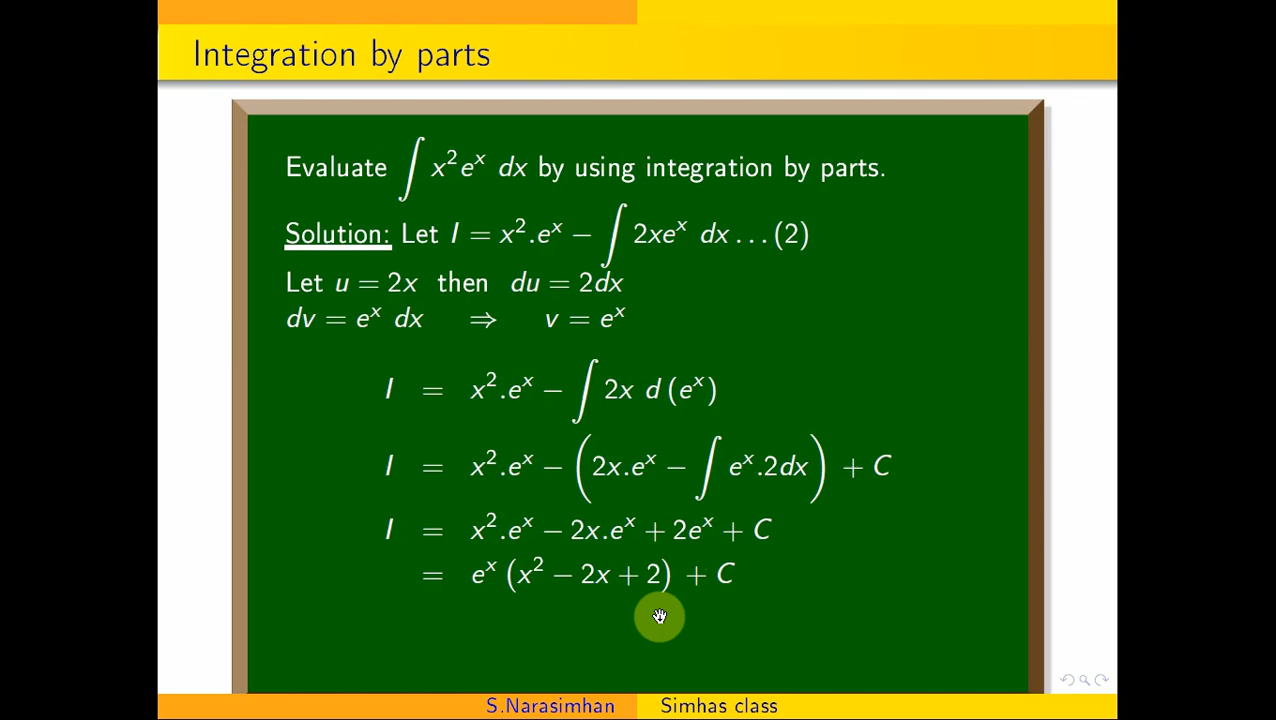 Integration by parts
Evaluate ∫ x² eˣ dx by using integration by parts.
Solution: Let I = x².eˣ − ∫ 2xeˣ dx . . . (2)
Let u = 2x then du = 2dx
dv = eˣ dx ⇒ v = eˣ
I = x².eˣ − ∫ 2x d (eˣ)
I = x².eˣ − (2x.eˣ − ∫ eˣ.2dx) + C
I = x².eˣ − 2x.eˣ + 2eˣ + C
= eˣ (x² − 2x + 2) + C
S.Narasimhan Simhas class